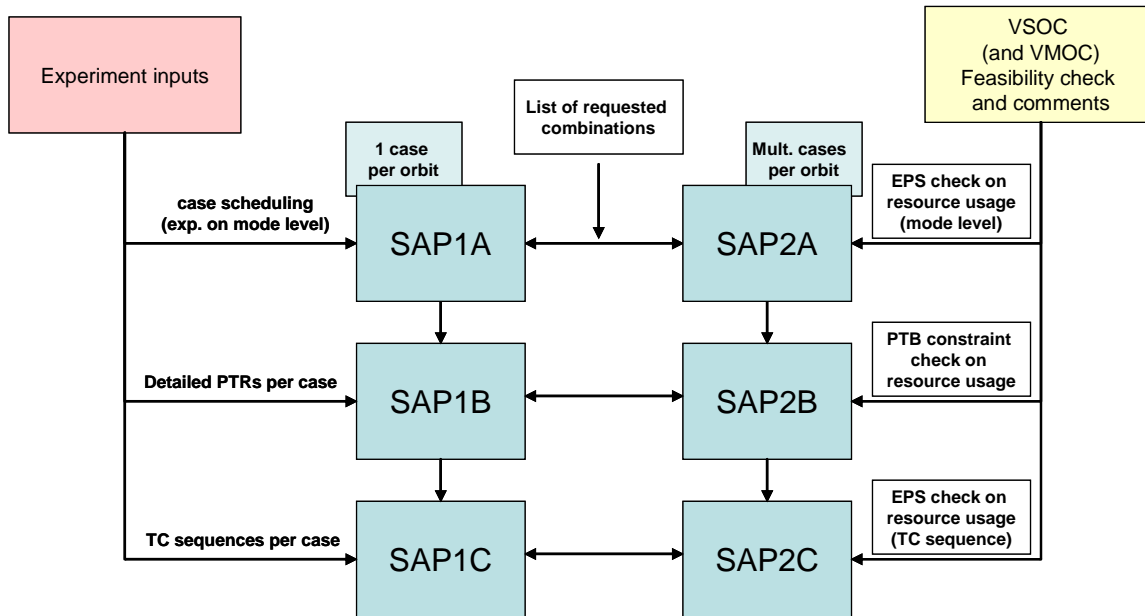 Experiment inputs
VSOC
(and VMOC)
Feasibility check
and comments
List of requested
combinations
1 case
per orbit
Mult. cases
per orbit
case scheduling
(exp. on mode level)
SAP1A
SAP2A
EPS check on
resource usage
(mode level)
Detailed PTRs per case
SAP1B
SAP2B
PTB constraint
check on
resource usage
TC sequences per case
SAP1C
SAP2C
EPS check on
resource usage
(TC sequence)